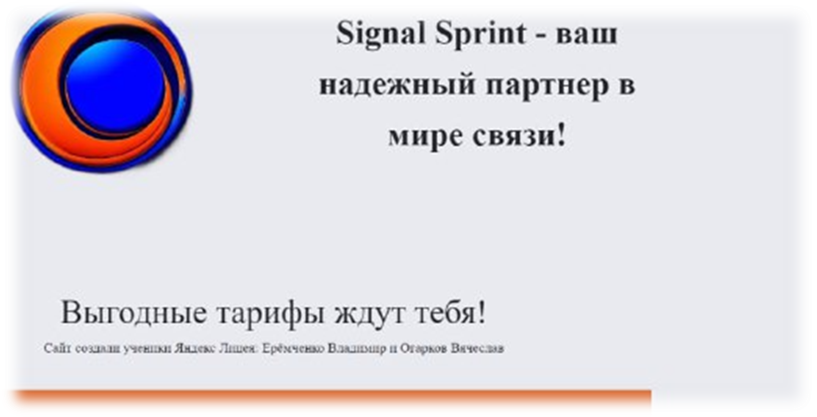 Signal Sprint - ваш
надежный партнер в
мире связи!
Выгодные тарифы ждут тебя!
Сайт создали ученики Яндекс Лицея: Ерёмченко Владимир и Огарков Вячеслав